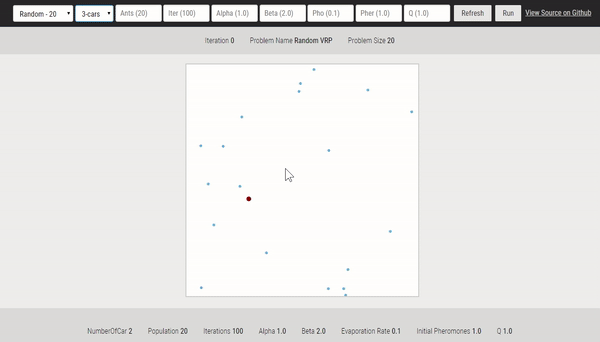 Random - 20 3-cars Ants (20) Iter (100) Alpha (1.0) Beta (2.0) Pho (0.1) Pher (1.0) Q (1.0) Refresh Run View Source on Github
Iteration 0 Problem Name Random VRP Problem Size 20
NumberOfCar 2 Population 20 Iterations 100 Alpha 1.0 Beta 2.0 Evaporation Rate 0.1 Initial Pheromones 1.0 Q 1.0